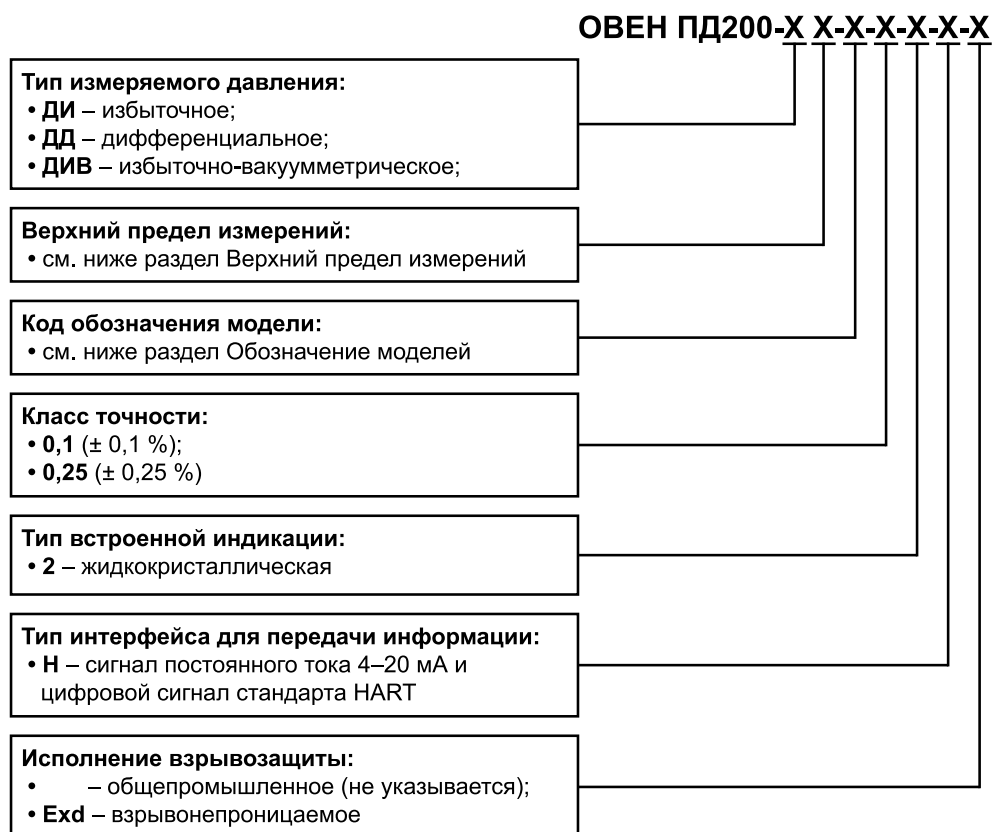 ОВЕН ПД200-Х Х-Х-Х-Х-Х-Х
Тип измеряемого давления:
• ДИ – избыточное;
• ДД – дифференциальное;
• ДИВ – избыточно-вакуумметрическое;
Верхний предел измерений:
• см. ниже раздел Верхний предел измерений
Код обозначения модели:
• см. ниже раздел Обозначение моделей
Класс точности:
• 0,1 (± 0,1 %);
• 0,25 (± 0,25 %)
Тип встроенной индикации:
• 2 – жидкокристаллическая
Тип интерфейса для передачи информации:
• Н – сигнал постоянного тока 4–20 мА и
цифровой сигнал стандарта HART
Исполнение взрывозащиты:
• – общепромышленное (не указывается);
• Exd – взрывонепроницаемое